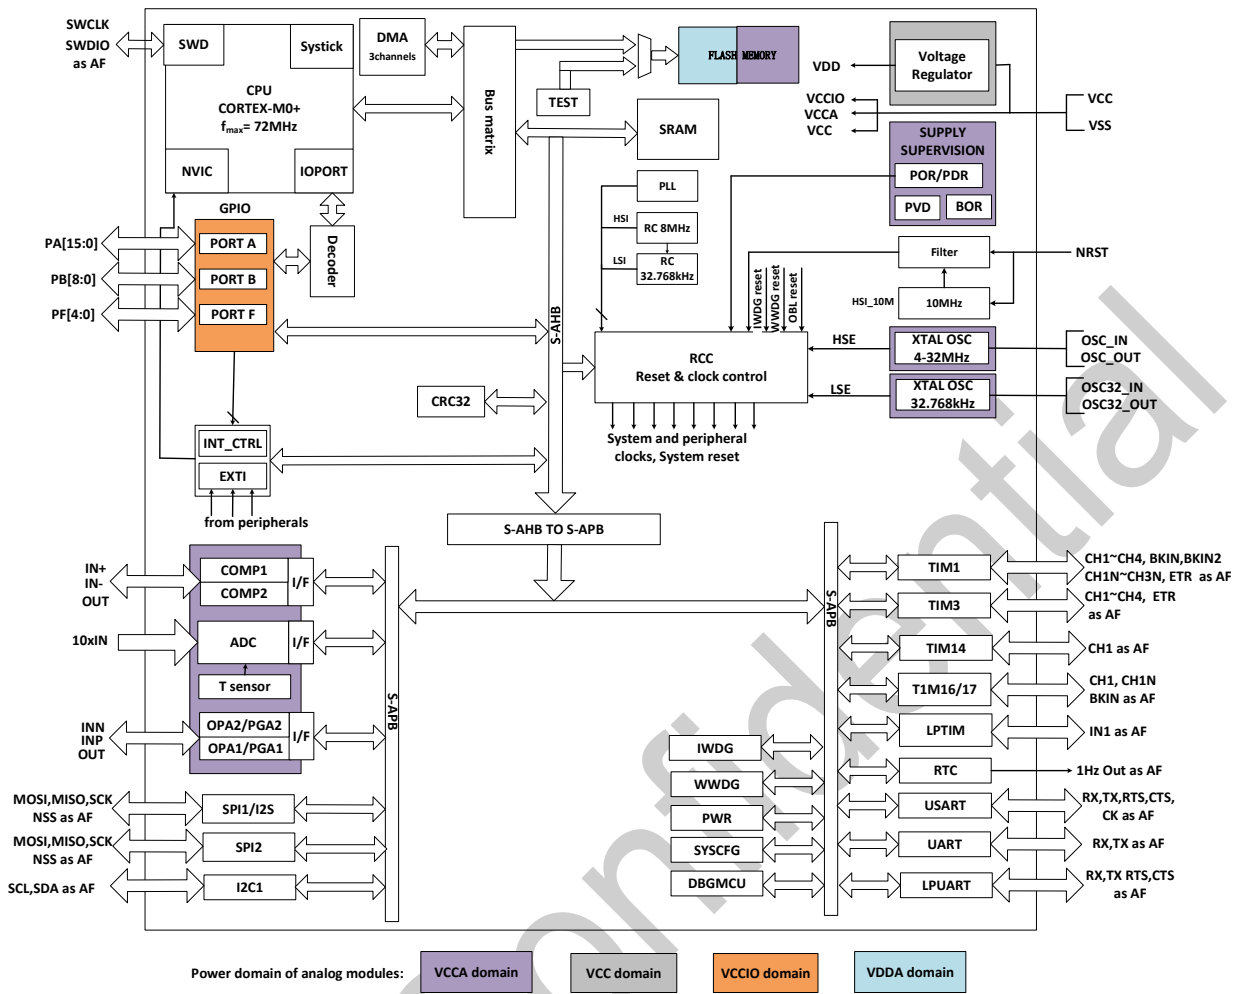 SWCLK
SWDIO
as AF
SWD
Systick
CPU
CORTEX-M0+
fmax= 72MHz
NVIC
IOPORT
DMA
3channels
Bus matrix
TEST
FLASH MEMORY
SRAM
Voltage
Regulator
VDD
VCCIO
VCCA
VCC
VCC
VSS
SUPPLY
SUPERVISION
POR/PDR
PVD
BOR
GPIO
PORT A
PORT B
PORT F
PA[15:0]
PB[8:0]
PF[4:0]
Decoder
PLL
HSI
RC 8MHz
LSI
RC
32.768kHz
Filter
NRST
HSI_10M
10MHz
IWDG reset
WWDG reset
OBL reset
S-AHB
RCC
Reset & clock control
HSE
XTAL OSC
4-32MHz
OSC_IN
OSC_OUT
LSE
XTAL OSC
32.768kHz
OSC32_IN
OSC32_OUT
CRC32
System and peripheral
clocks, System reset
INT_CTRL
EXTI
from peripherals
S-AHB TO S-APB
IN+
IN-
OUT
COMP1
COMP2
I/F
10xIN
ADC
I/F
T sensor
INN
INP
OUT
OPA2/PGA2
OPA1/PGA1
I/F
S-APB
MOSI,MISO,SCK
NSS as AF
SPI1/I2S
MOSI,MISO,SCK
NSS as AF
SPI2
SCL,SDA as AF
I2C1
S-APB
TIM1
CH1~CH4, BKIN,BKIN2
CH1N~CH3N, ETR as AF
TIM3
CH1~CH4, ETR
as AF
TIM14
CH1 as AF
T1M16/17
CH1, CH1N
BKIN as AF
LPTIM
IN1 as AF
RTC
1Hz Out as AF
USART
RX,TX,RTS,CTS,
CK as AF
UART
RX,TX as AF
LPUART
RX,TX RTS,CTS
as AF
IWDG
WWDG
PWR
SYSCFG
DBGMCU
Power domain of analog modules:
VCCA domain
VCC domain
VCCIO domain
VDDA domain
Confidential